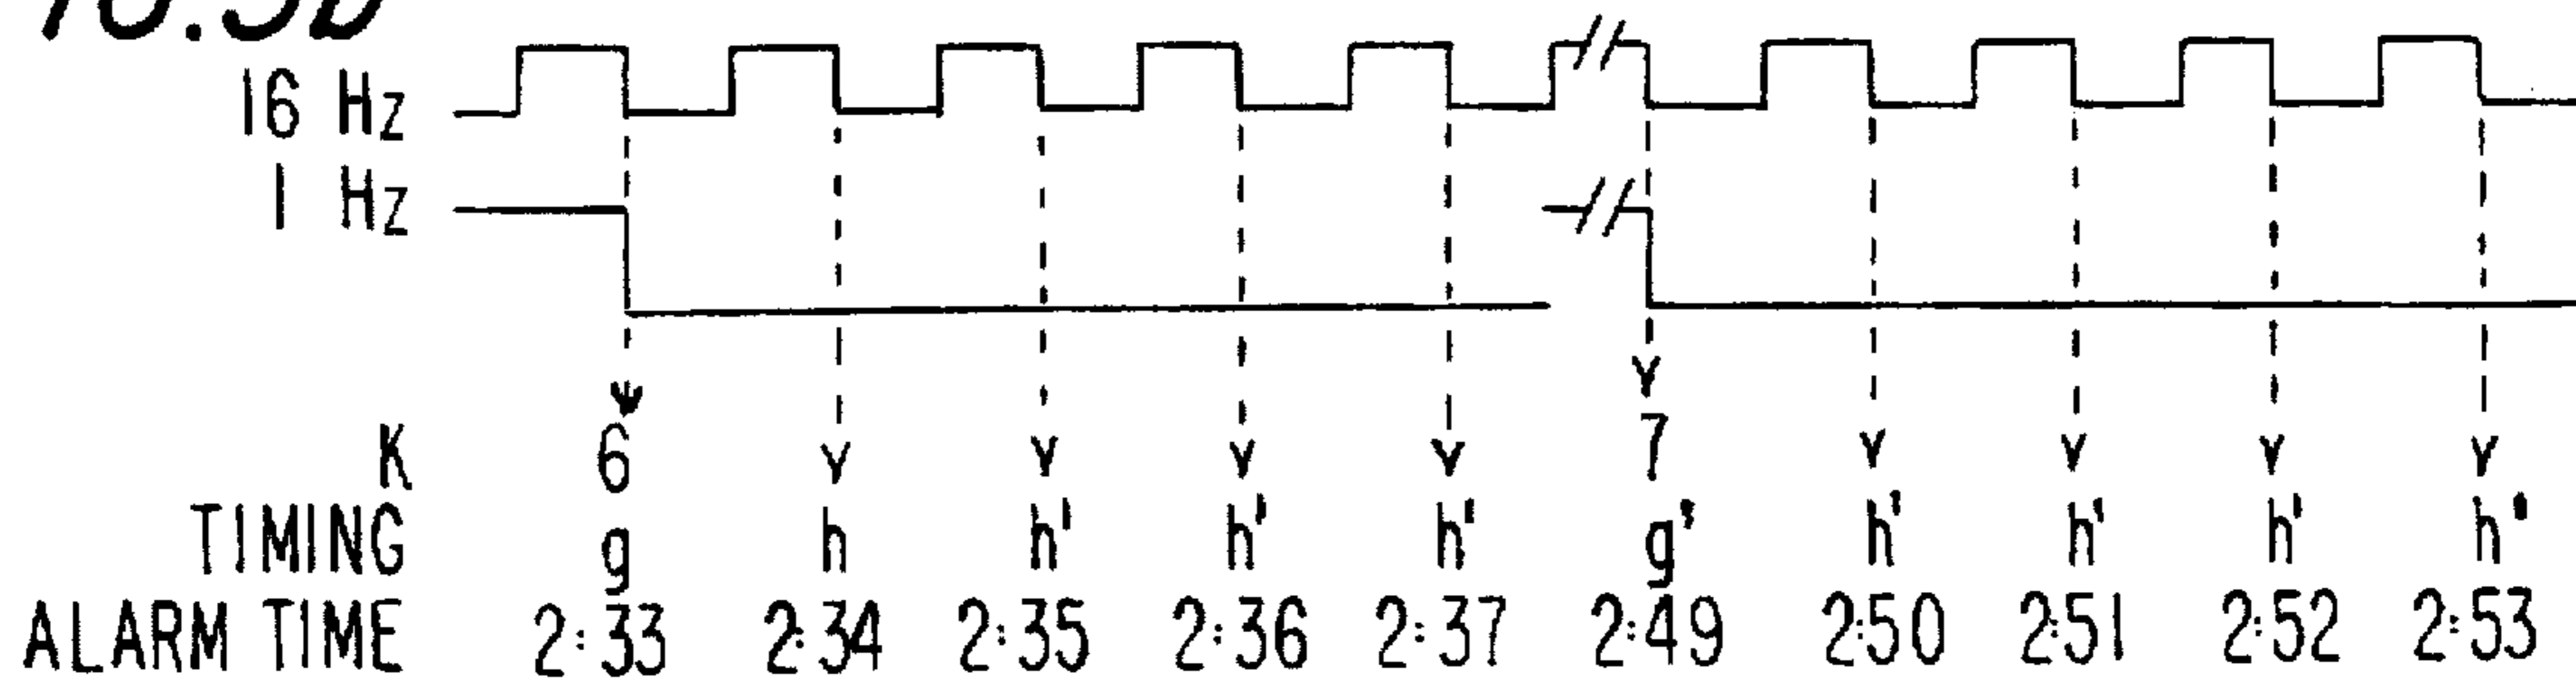 16 Hz
1 Hz
K 6 7
TIMING g h h' h' h' g' h' h' h' h'
ALARM TIME 2:33 2:34 2:35 2:36 2:37 2:49 2:50 2:51 2:52 2:53